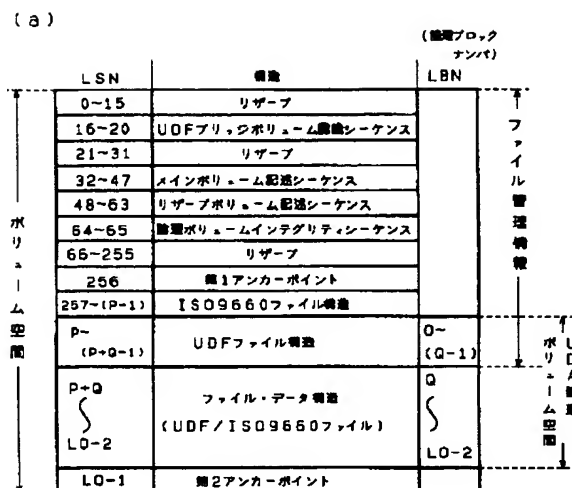 (a)
(論理ブロック
ナンバ)
LSN 構造 LBN
0~15 リザーブ
16~20 UDFブリッジボリューム認識シーケンス
21~31 リザーブ
32~47 メインボリューム記述シーケンス
48~63 リザーブボリューム記述シーケンス
64~65 論理ボリュームインテグリティシーケンス
66~255 リザーブ
256 第1アンカーポイント
257~(P-1) ISO9660ファイル構造
P~ UDFファイル構造 0~
(P+Q-1) (Q-1)
P+Q ファイル・データ構造 Q
(UDF/ISO9660ファイル)
LO-2 LO-2
LO-1 第2アンカーポイント
ボリューム空間
ファイル管理情報
ボリューム空間